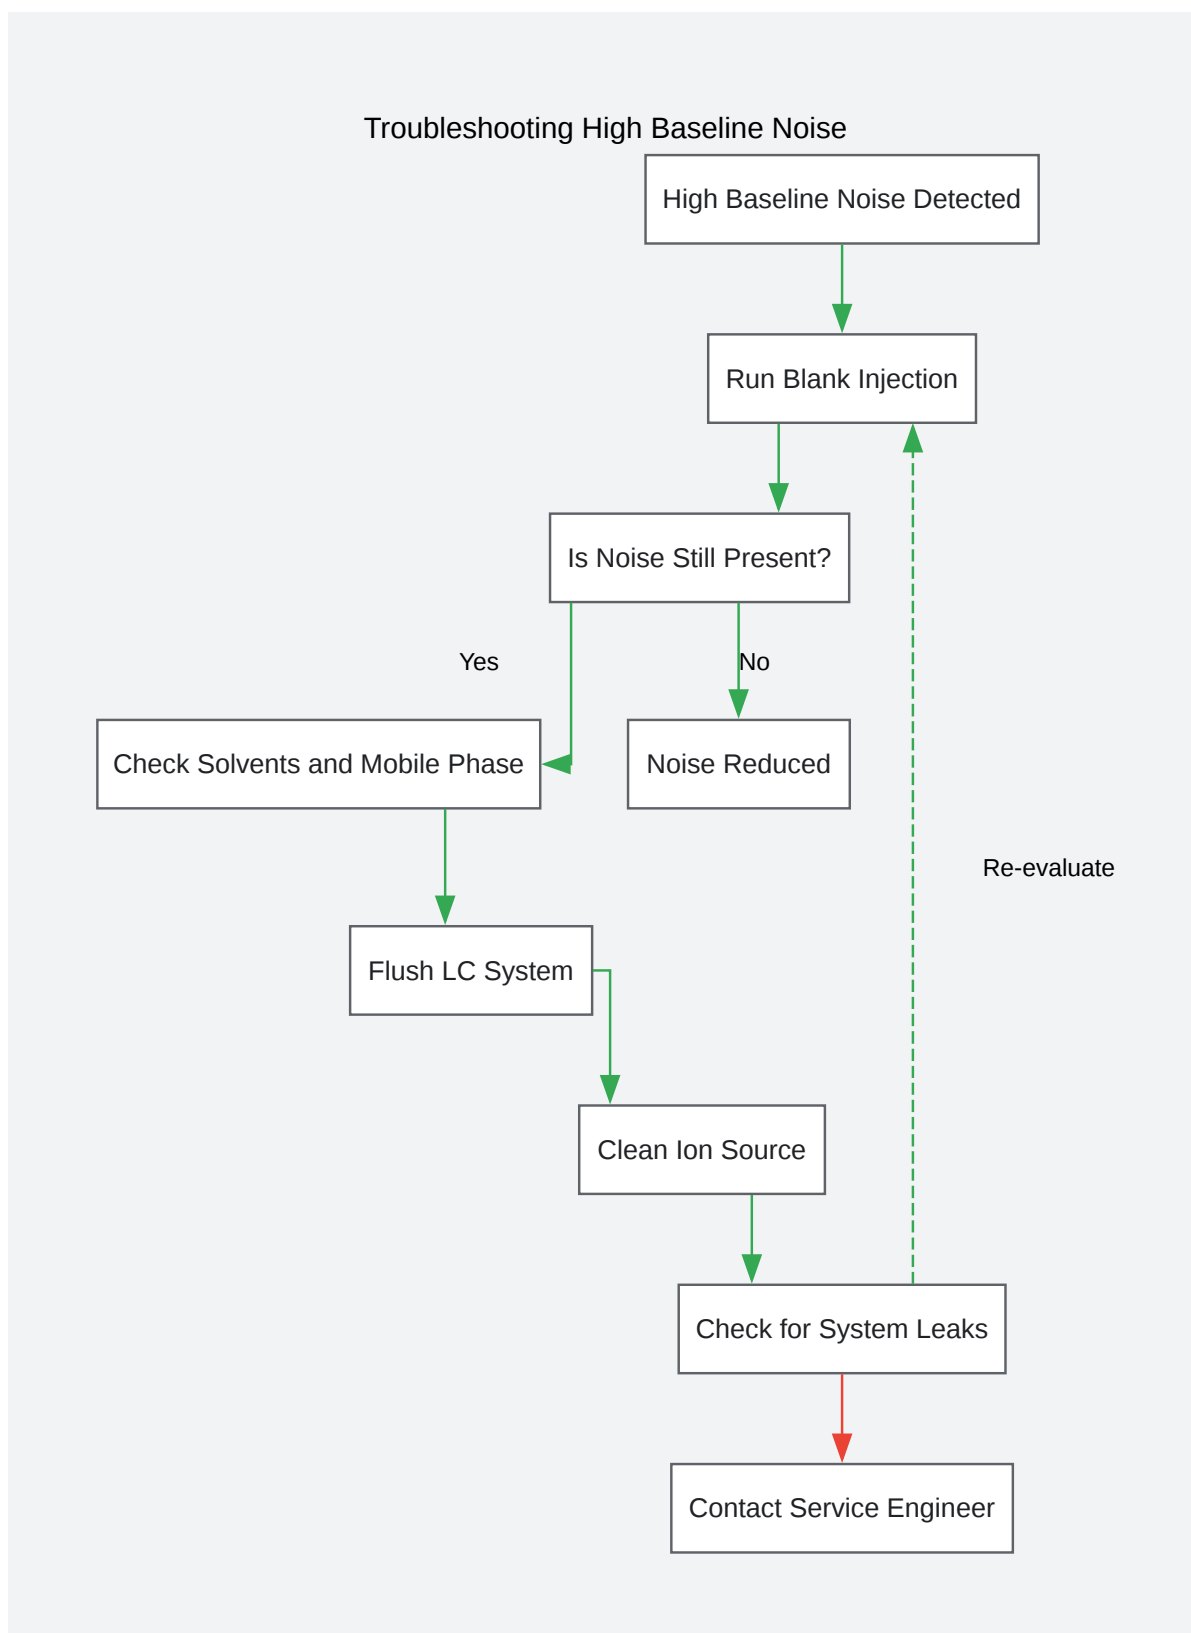 Troubleshooting High Baseline Noise
High Baseline Noise Detected
Run Blank Injection
Is Noise Still Present?
Yes
No
Check Solvents and Mobile Phase
Noise Reduced
Re-evaluate
Flush LC System
Clean Ion Source
Check for System Leaks
Contact Service Engineer